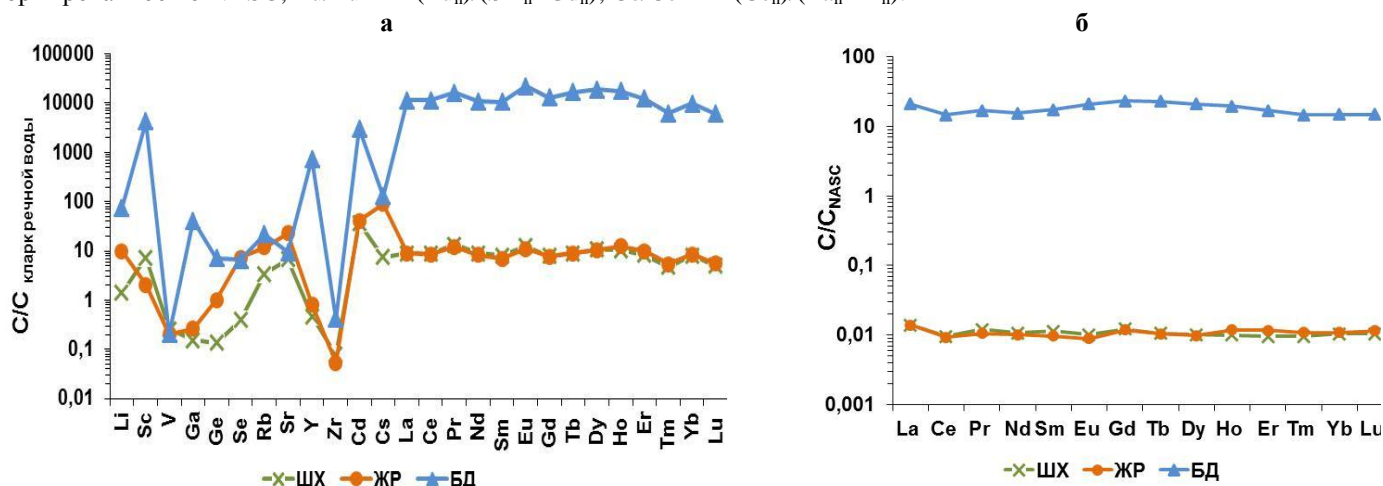 а б
100000
10000
1000
100
10
1
0,1
0,01
С/С кларк речной воды
Li Sc V Ga Ge Se Rb Sr Y Zr Cd Cs La Ce Pr Nd Sm Eu Gd Tb Dy Ho Er Tm Yb Lu
ШХ ЖР БД
100
10
1
0,1
0,01
0,001
C/C NASC
La Ce Pr Nd Sm Eu Gd Tb Dy Ho Er Tm Yb Lu
ШХ ЖР БД